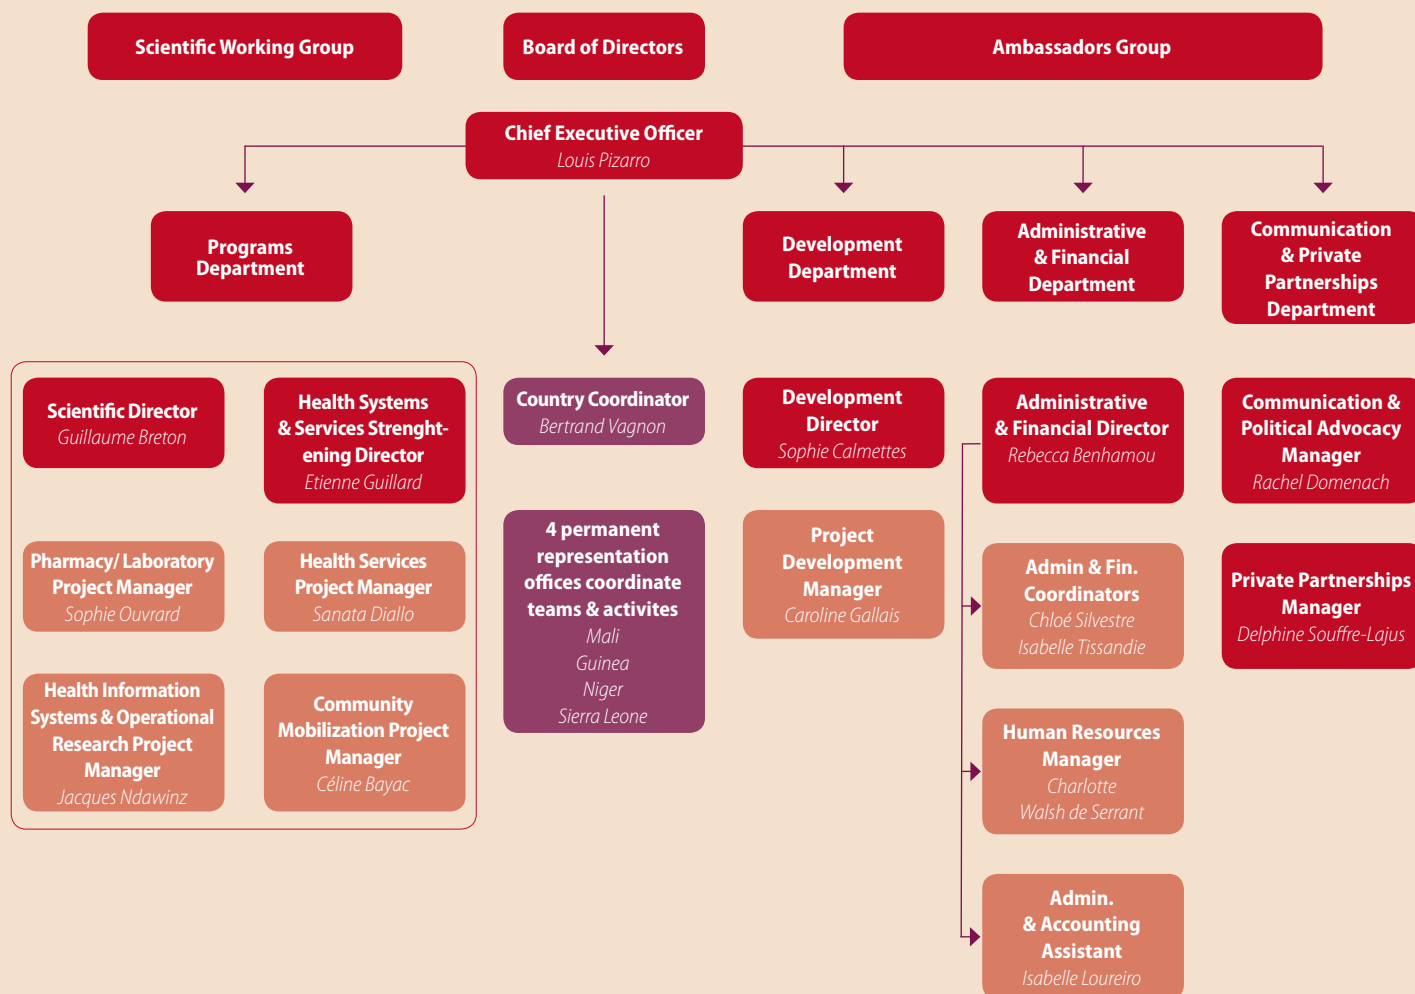 Scientific Working Group
Board of Directors
Ambassadors Group
Chief Executive Officer
Louis Pizarro
Programs
Department
Development
Department
Administrative
& Financial
Department
Communication
& Private
Partnerships
Department
Scientific Director
Guillaume Breton
Health Systems
& Services Strenght-
ening Director
Etienne Guillard
Pharmacy/ Laboratory
Project Manager
Sophie Ouvrard
Health Services
Project Manager
Sanata Diallo
Health Information
Systems & Operational
Research Project
Manager
Jacques Ndawinz
Community
Mobilization Project
Manager
Céline Bayac
Country Coordinator
Bertrand Vagnon
4 permanent
representation
offices coordinate
teams & activites
Mali
Guinea
Niger
Sierra Leone
Development
Director
Sophie Calmettes
Project
Development
Manager
Caroline Gallais
Administrative
& Financial Director
Rebecca Benhamou
Admin & Fin.
Coordinators
Chloé Silvestre
Isabelle Tissandie
Human Resources
Manager
Charlotte
Walsh de Serrant
Admin.
& Accounting
Assistant
Isabelle Loureiro
Communication &
Political Advocacy
Manager
Rachel Domenach
Private Partnerships
Manager
Delphine Souffre-Lajus